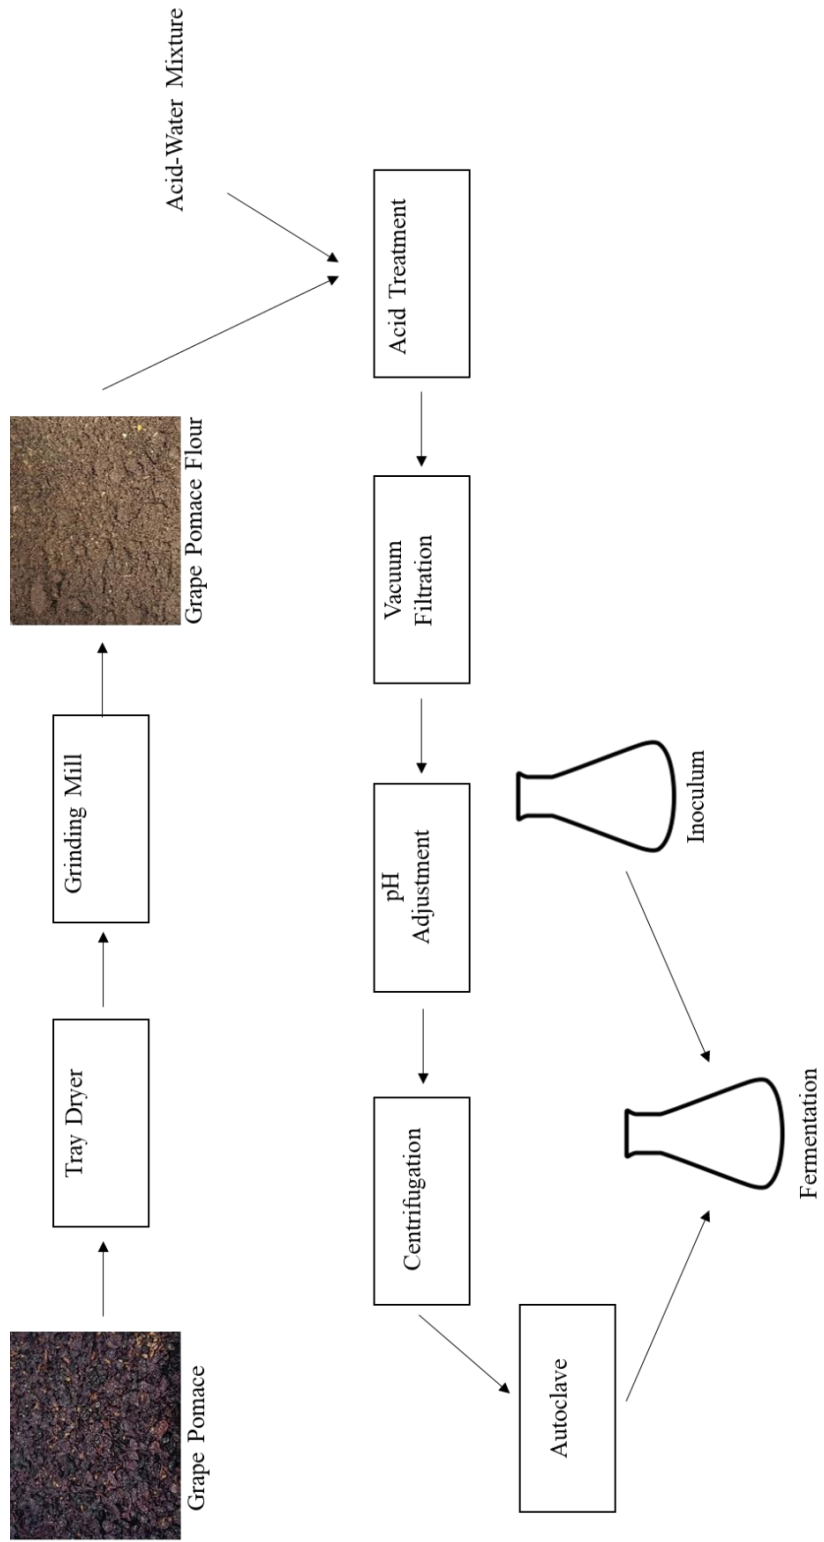 Grape Pomace
Tray Dryer
Grinding Mill
Grape Pomace Flour
Acid-Water Mixture
Acid Treatment
Vacuum
Filtration
pH
Adjustment
Centrifugation
Autoclave
Inoculum
Fermentation